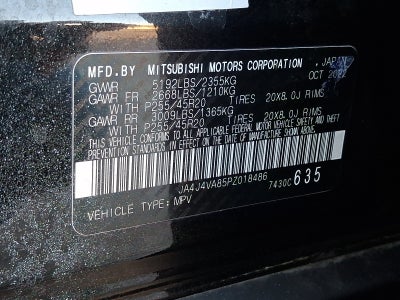 MFD.BY MITSUBISHI MOTORS CORPORATION, JAPAN
GVWR 5192LBS/2355KG OCT 2022
GAWR FR 2668LBS/1210KG
WITH P255/45R20 TIRES 20X8.0J RIMS
GAWR RR 3009LBS/1365KG
WITH P255/45R20 TIRES 20X8.0J RIMS
THIS VEHICLE CONFORMS TO ALL APPLICABLE FEDERAL MOTOR VEHICLE SAFETY AND THEFT
PREVENTION STANDARDS IN EFFECT ON THE DATE
OF MANUFACTURE SHOWN ABOVE.
JA4J4VA85PZ018486
7430C 635
VEHICLE TYPE: MPV